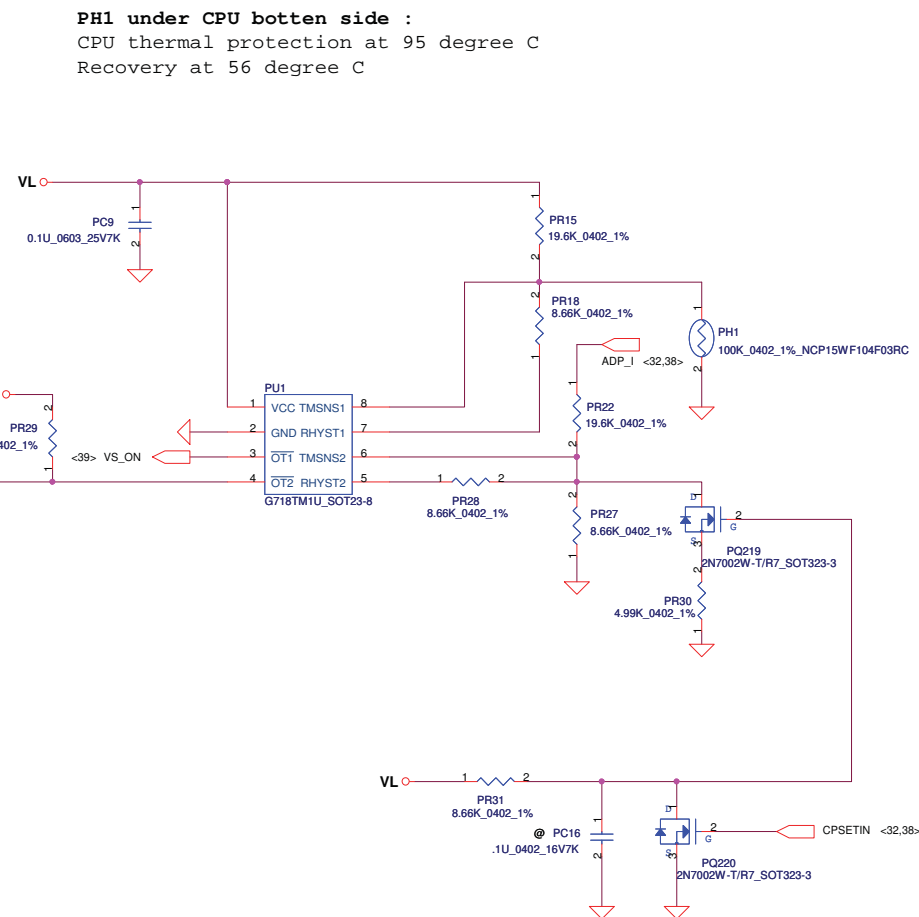 PH1 under CPU botten side :
CPU thermal protection at 95 degree C
Recovery at 56 degree C
VL
1
PC9
0.1U_0603_25V7K
2
1
PR15
19.6K_0402_1%
2
2
PR18
8.66K_0402_1%
1
1
PH1
100K_0402_1%_NCP15WF104F03RC
2
ADP_I <32,38>
1
PR22
19.6K_0402_1%
2
PU1
1 VCC TMSNS1 8
2 GND RHYST1 7
3 OT1 TMSNS2 6
4 OT2 RHYST2 5
G718TM1U_SOT23-8
2
PR29
402_1%
1
<39> VS_ON
1 2
PR28
8.66K_0402_1%
2
PR27
8.66K_0402_1%
1
D 1
2
G
S 3
PQ219
2N7002W-T/R7_SOT323-3
2
PR30
4.99K_0402_1%
1
VL
1 2
PR31
8.66K_0402_1%
1
@ PC16
.1U_0402_16V7K
2
D 1
2
G
S 3
PQ220
2N7002W-T/R7_SOT323-3
CPSETIN <32,38>